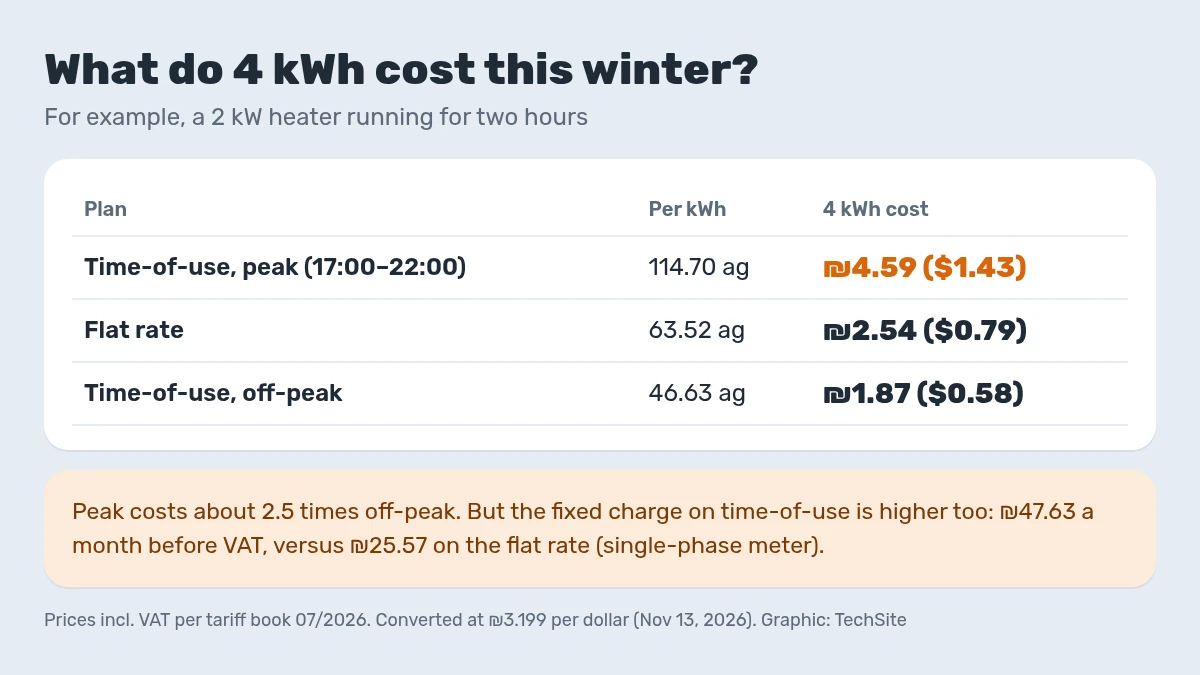 What do 4 kWh cost this winter?
For example, a 2 kW heater running for two hours
Plan Per kWh 4 kWh cost
Time-of-use, peak (17:00–22:00) 114.70 ag ₪4.59 ($1.43)
Flat rate 63.52 ag ₪2.54 ($0.79)
Time-of-use, off-peak 46.63 ag ₪1.87 ($0.58)
Peak costs about 2.5 times off-peak. But the fixed charge on time-of-use is higher too: ₪47.63 a
month before VAT, versus ₪25.57 on the flat rate (single-phase meter).
Prices incl. VAT per tariff book 07/2026. Converted at ₪3.199 per dollar (Nov 13, 2026). Graphic: TechSite